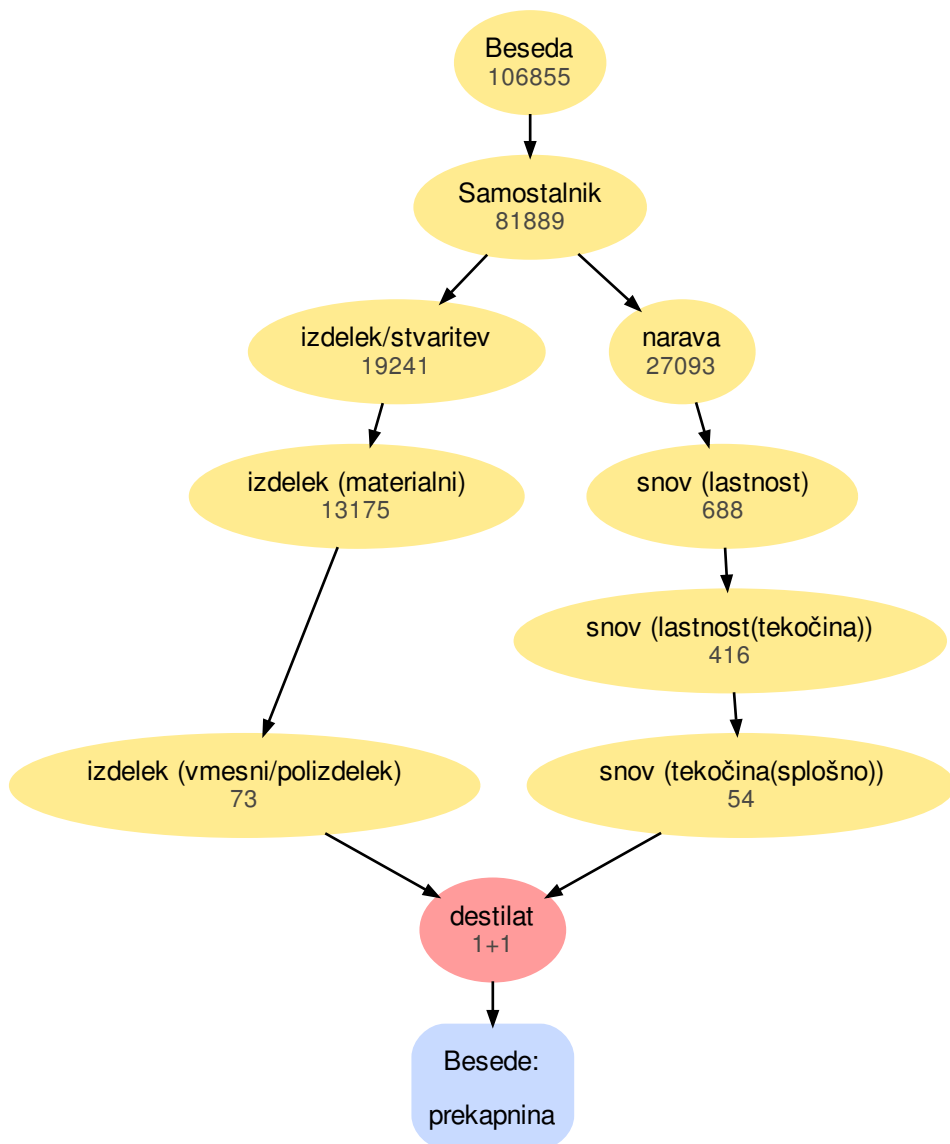 Beseda
106855
Samostalnik
81889
izdelek/stvaritev
19241
narava
27093
izdelek (materialni)
13175
snov (lastnost)
688
snov (lastnost(tekočina))
416
izdelek (vmesni/polizdelek)
73
snov (tekočina(splošno))
54
destilat
1+1
Besede:
prekapnina